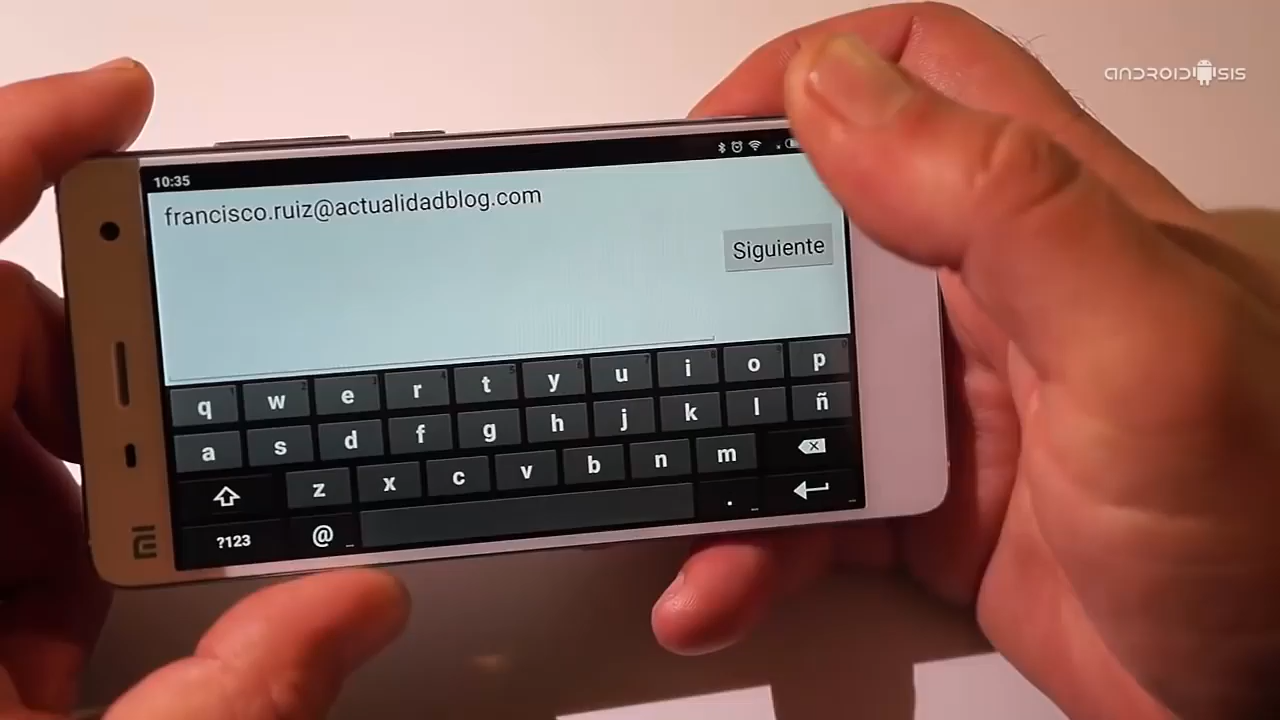 ANDROIDSIS
10:35
francisco.ruiz@actualidadblog.com
Siguiente
q w e r t y u i o p
a s d f g h j k l ñ
z x c v b n m
?123 @ .